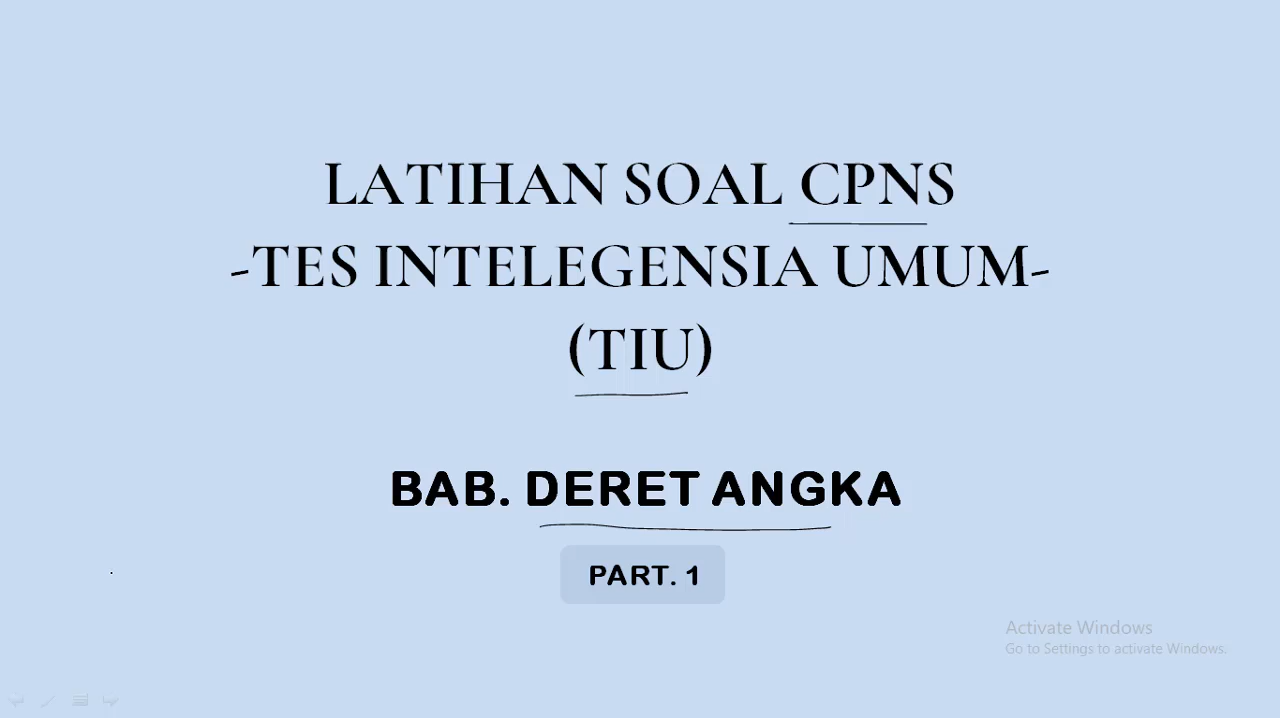 LATIHAN SOAL CPNS
-TES INTELEGENSIA UMUM-
(TIU)
BAB. DERET ANGKA
PART. 1
Activate Windows
Go to Settings to activate Windows.